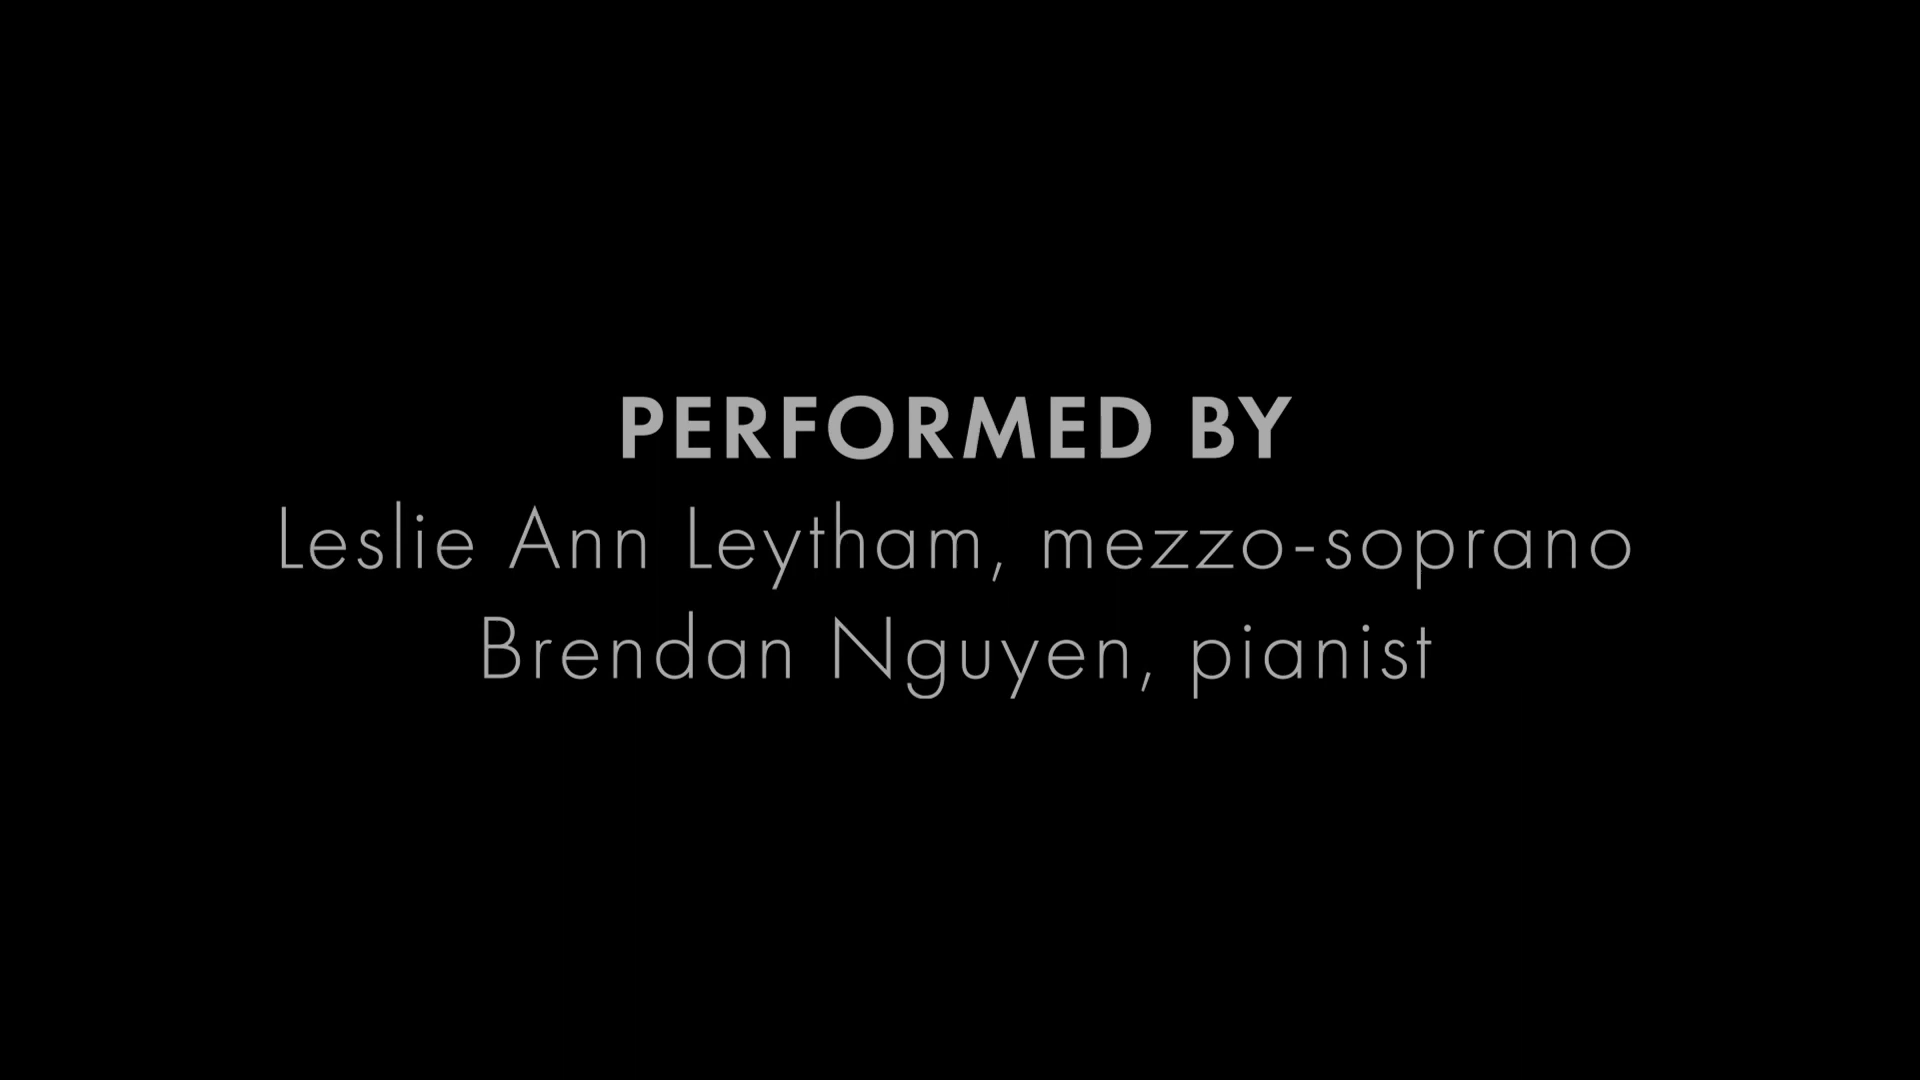 PERFORMED BY
Leslie Ann Leytham, mezzo-soprano
Brendan Nguyen, pianist